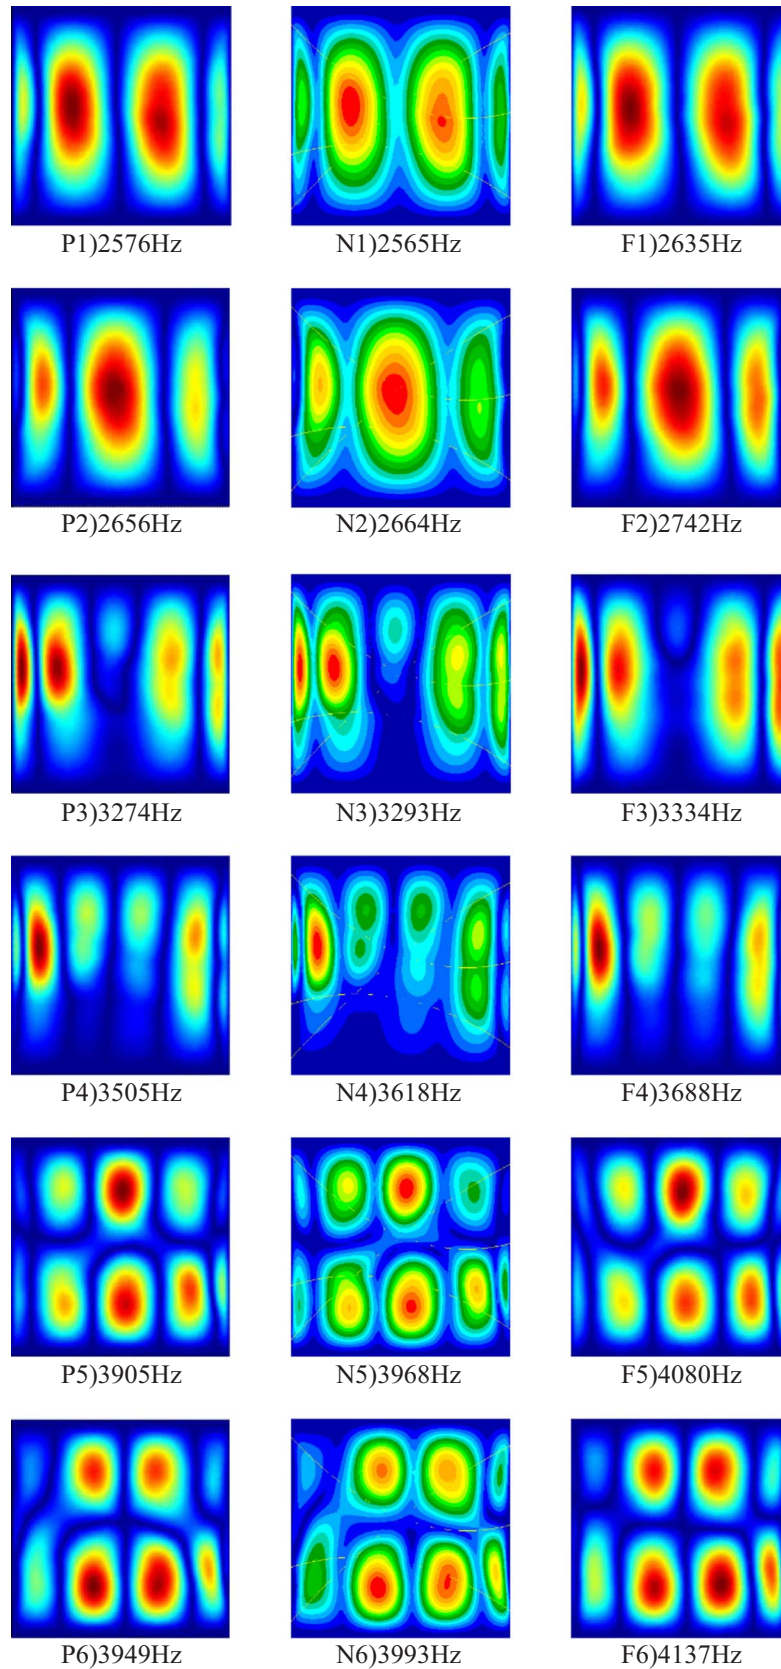 P1)2576Hz N1)2565Hz F1)2635Hz
P2)2656Hz N2)2664Hz F2)2742Hz
P3)3274Hz N3)3293Hz F3)3334Hz
P4)3505Hz N4)3618Hz F4)3688Hz
P5)3905Hz N5)3968Hz F5)4080Hz
P6)3949Hz N6)3993Hz F6)4137Hz